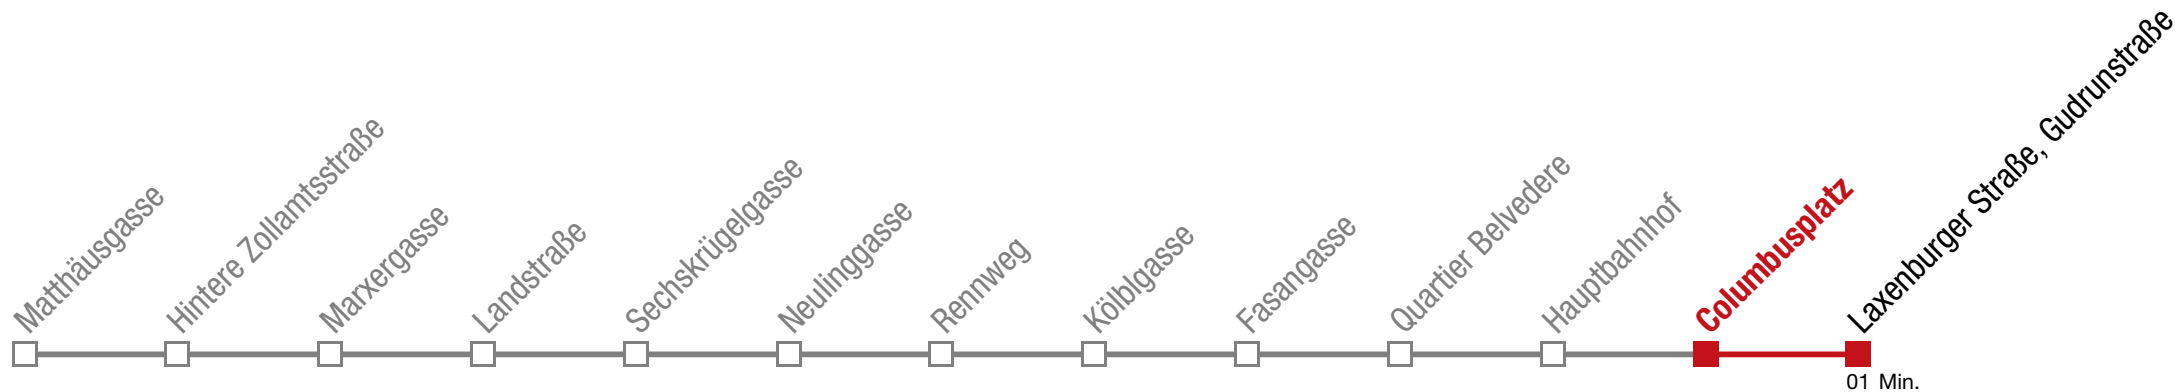 Matthäusgasse
Hintere Zollamtsstraße
Marxergasse
Landstraße
Sechskrügelgasse
Neulinggasse
Rennweg
Kölblgasse
Fasangasse
Quartier Belvedere
Hauptbahnhof
Columbusplatz
Laxenburger Straße, Gudrunstraße
01 Min.